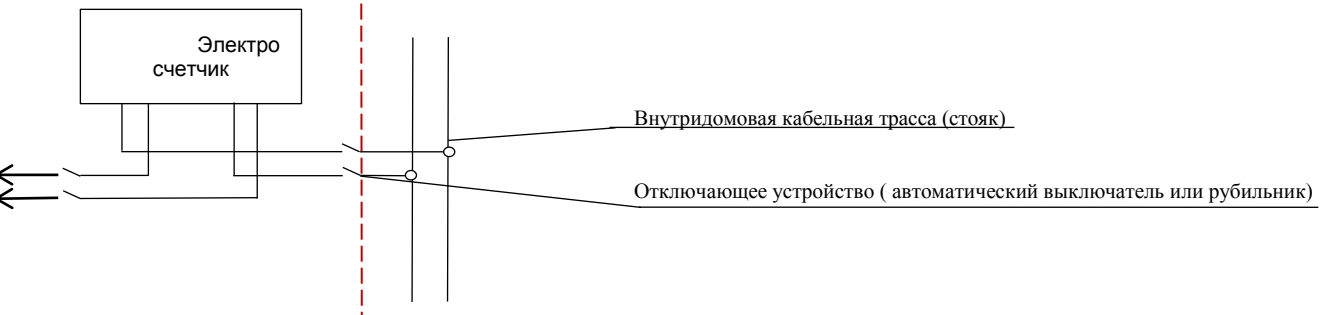 Электро
счетчик
Внутридомовая кабельная трасса (стояк)
Отключающее устройство ( автоматический выключатель или рубильник)